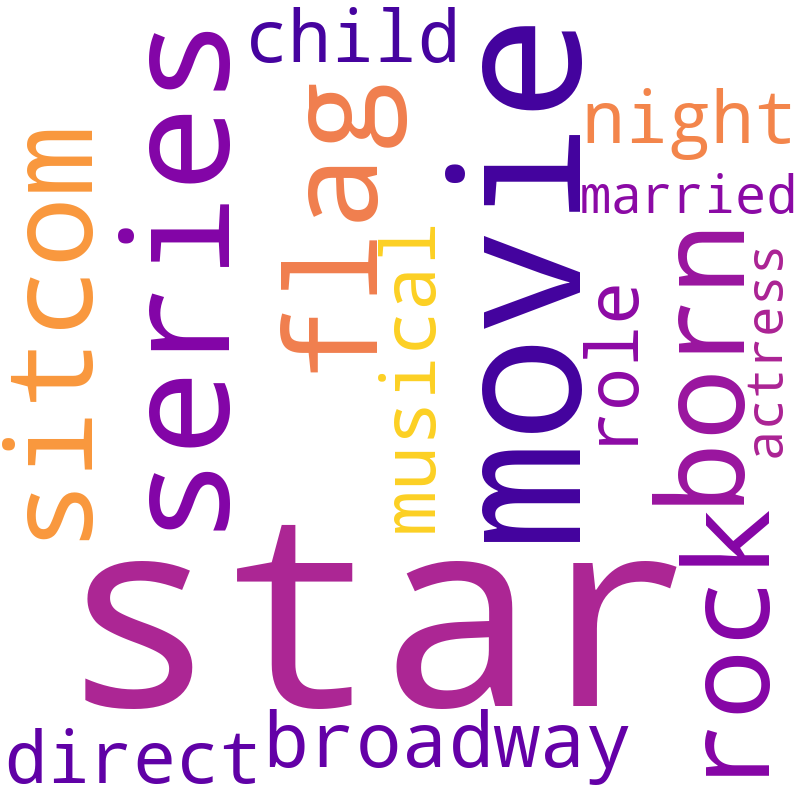 child
movie
series
flag
night
sitcom
married
musical
born
role
actress
star
rock
broadway
direct